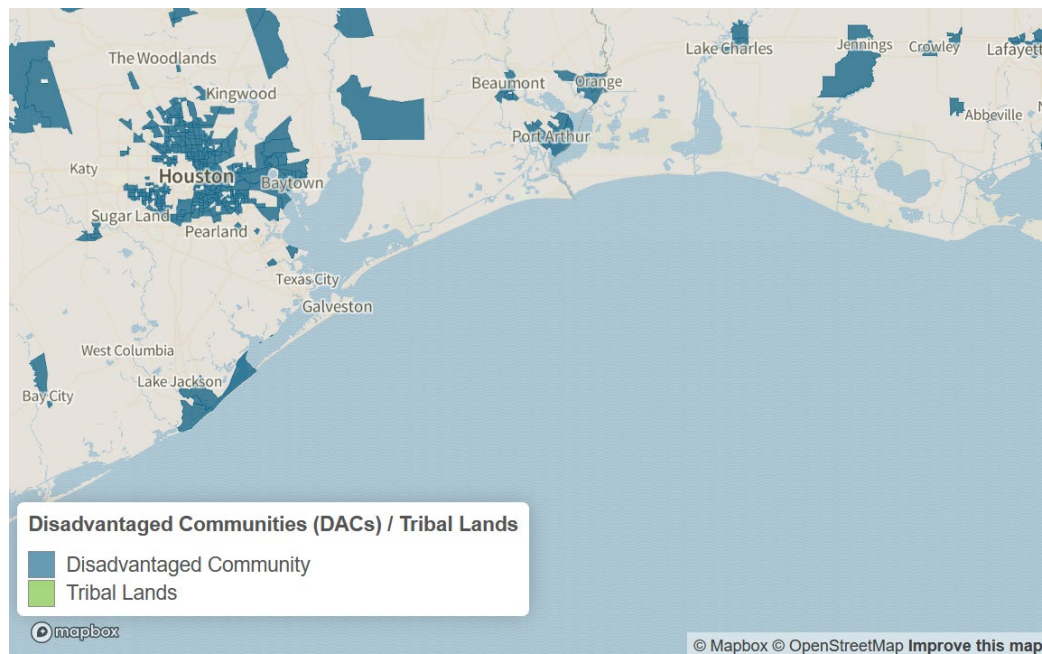 Lake Charles
Jennings
Crowley
The Woodlands
Beaumont
Orange
Kingwood
Abbeville
Port Arthur
Katy
Houston
Baytown
Sugar Land
Pearland
Texas City
Galveston
West Columbia
Lake Jackson
Bay City
Disadvantaged Communities (DACs) / Tribal Lands
Disadvantaged Community
Tribal Lands
mapbox
© Mapbox © OpenStreetMap Improve this map